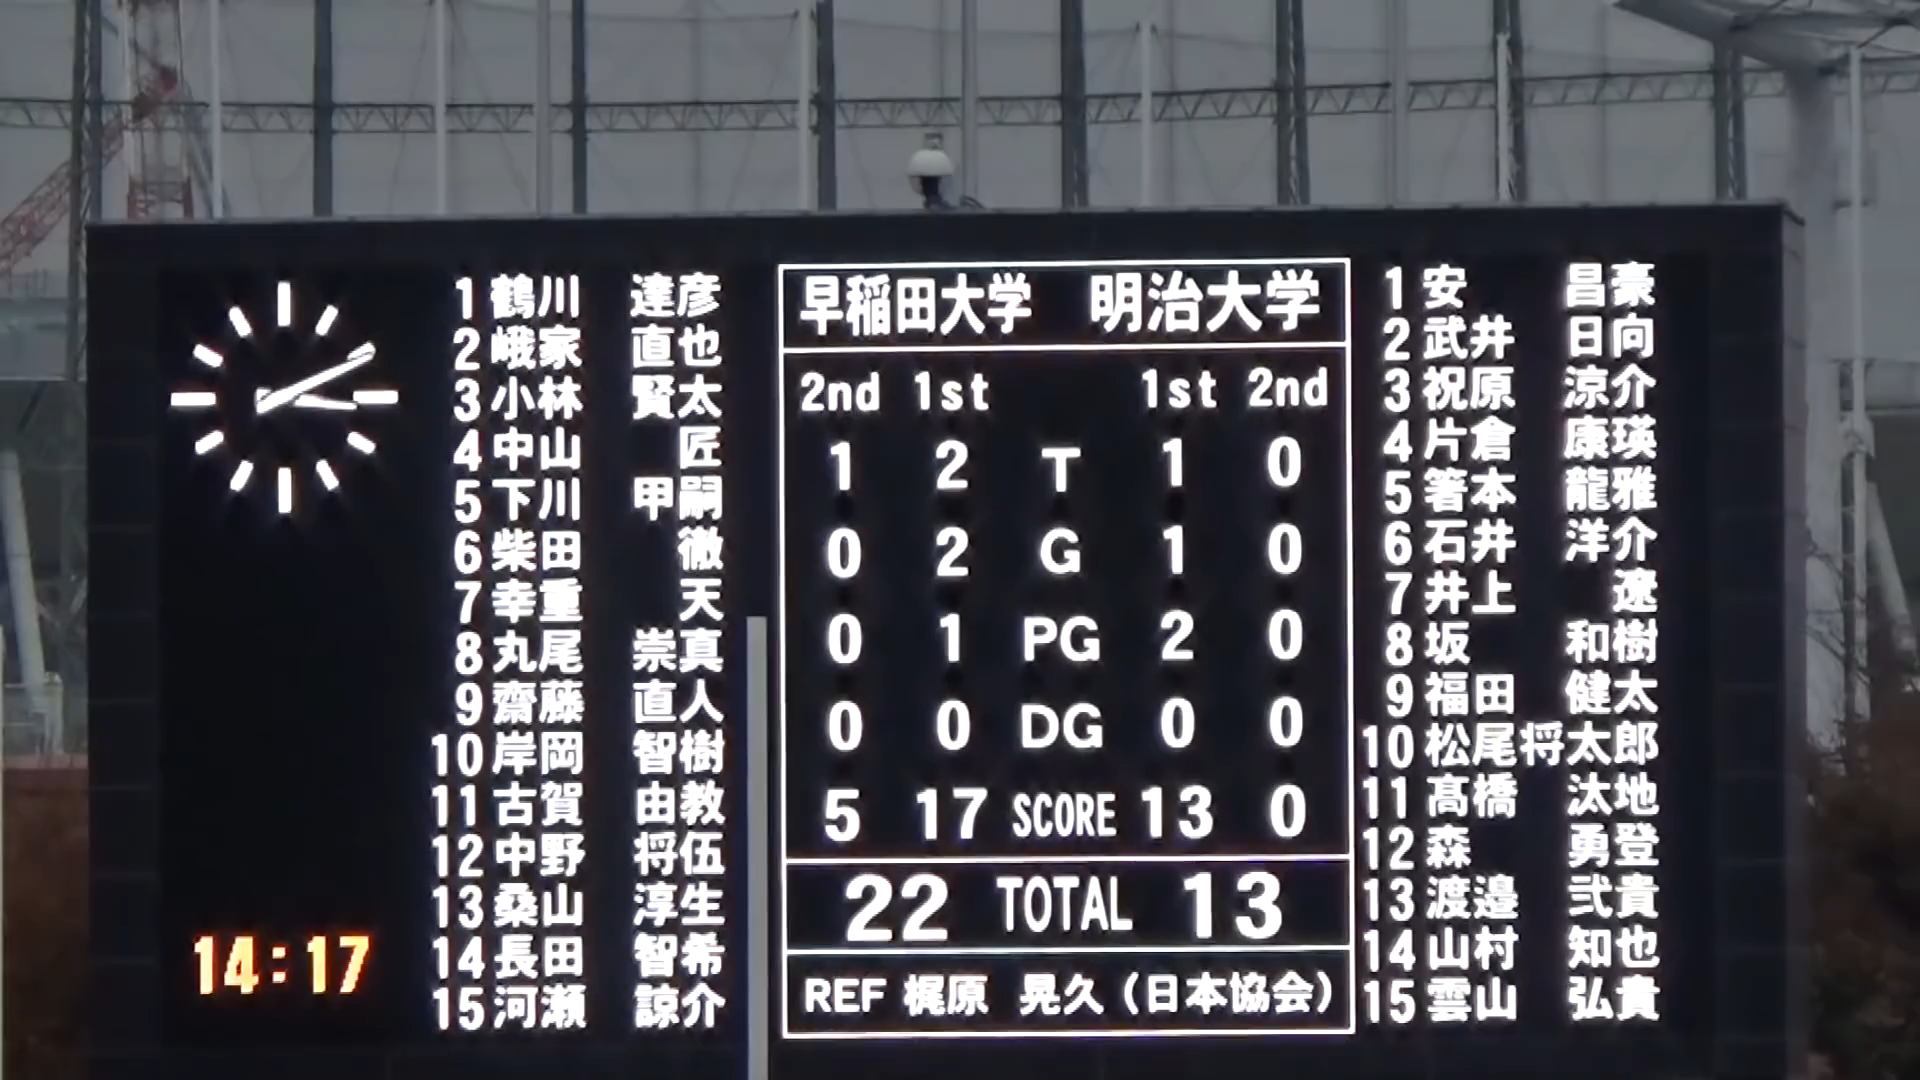 1 鶴川 達彦
2 峨家 直也
3 小林 賢太
4 中山 匠
5 下川 甲嗣
6 柴田 徹
7 幸重 天
8 丸尾 崇真
9 齋藤 直人
10 岸岡 智樹
11 古賀 由教
12 中野 将伍
13 桑山 淳生
14 長田 智希
15 河瀬 諒介
14:17
早稲田大学 明治大学
2nd 1st 1st 2nd
1 2 T 1 0
0 2 G 1 0
0 1 PG 2 0
0 0 DG 0 0
5 17 SCORE 13 0
22 TOTAL 13
REF 梶原 晃久（日本協会）
1 安 昌豪
2 武井 日向
3 祝原 涼介
4 片倉 康瑛
5 箸本 龍雅
6 石井 洋介
7 井上 遼
8 坂 和樹
9 福田 健太
10 松尾将太郎
11 髙橋 汰地
12 森 勇登
13 渡邉 弐貴
14 山村 知也
15 雲山 弘貴